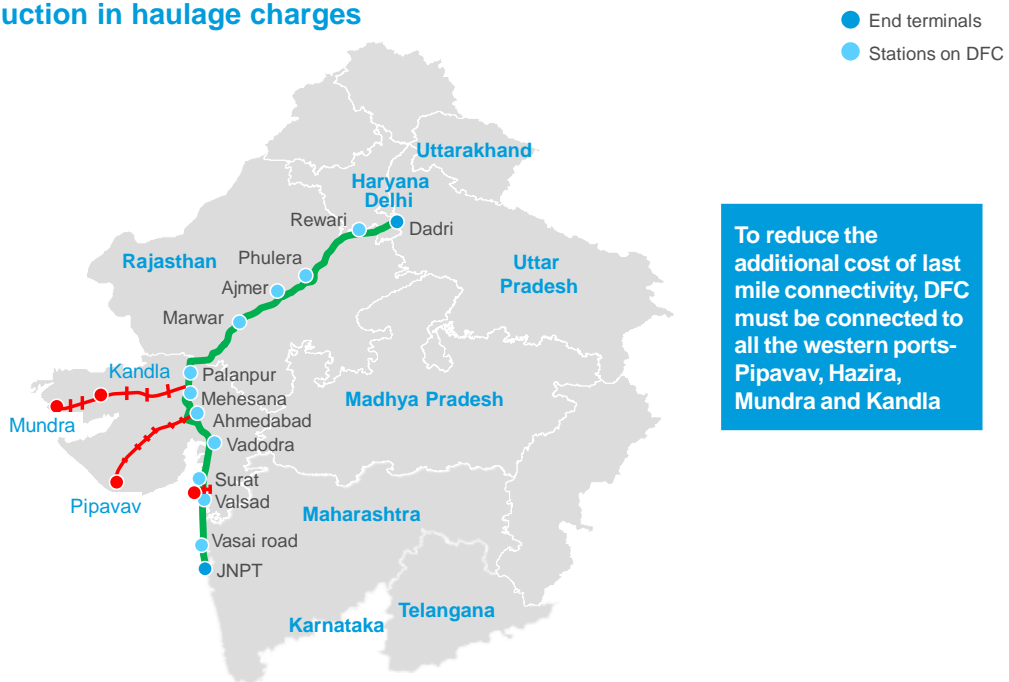 uction in haulage charges
End terminals
Stations on DFC
Uttarakhand
Haryana
Delhi
Rewari
Dadri
Rajasthan
Phulera
Uttar
Pradesh
Ajmer
Marwar
Kandla
Palanpur
Mehesana
Madhya Pradesh
Mundra
Ahmedabad
Vadodra
Surat
Pipavav
Valsad
Maharashtra
Vasai road
JNPT
Telangana
Karnataka
To reduce the
additional cost of last
mile connectivity, DFC
must be connected to
all the western ports-
Pipavav, Hazira,
Mundra and Kandla